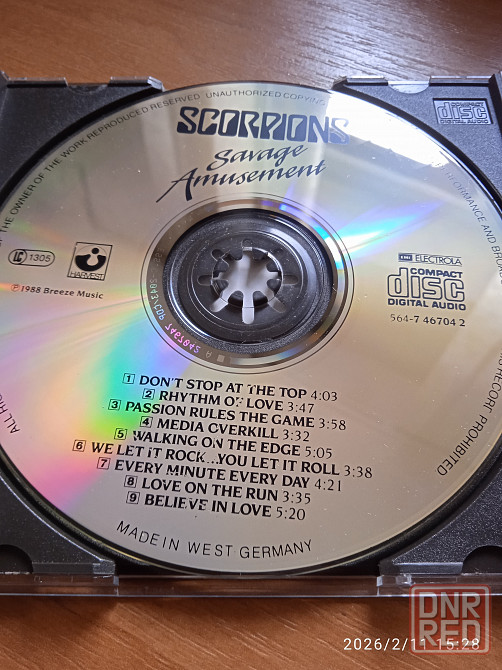 OF THE OWNER OF THE WORK REPRODUCED RESERVED UNAUTHORIZED COPYING
SCORPIONS
Savage
Amusement
COMPACT
disc
DIGITAL AUDIO
LC 1305
HARVEST
℗ 1988 Breeze Music
EMI ELECTROLA
COMPACT
disc
DIGITAL AUDIO
564-7 46704 2
1 DON'T STOP AT THE TOP 4:03
2 RHYTHM OF LOVE 3:47
3 PASSION RULES THE GAME 3:58
4 MEDIA OVERKILL 3:32
5 WALKING ON THE EDGE 5:05
6 WE LET IT ROCK...YOU LET IT ROLL 3:38
7 EVERY MINUTE EVERY DAY 4:21
8 LOVE ON THE RUN 3:35
9 BELIEVE IN LOVE 5:20
MADE IN WEST GERMANY
PROHIBITED
DNR
RED
2026/2/11 15:28